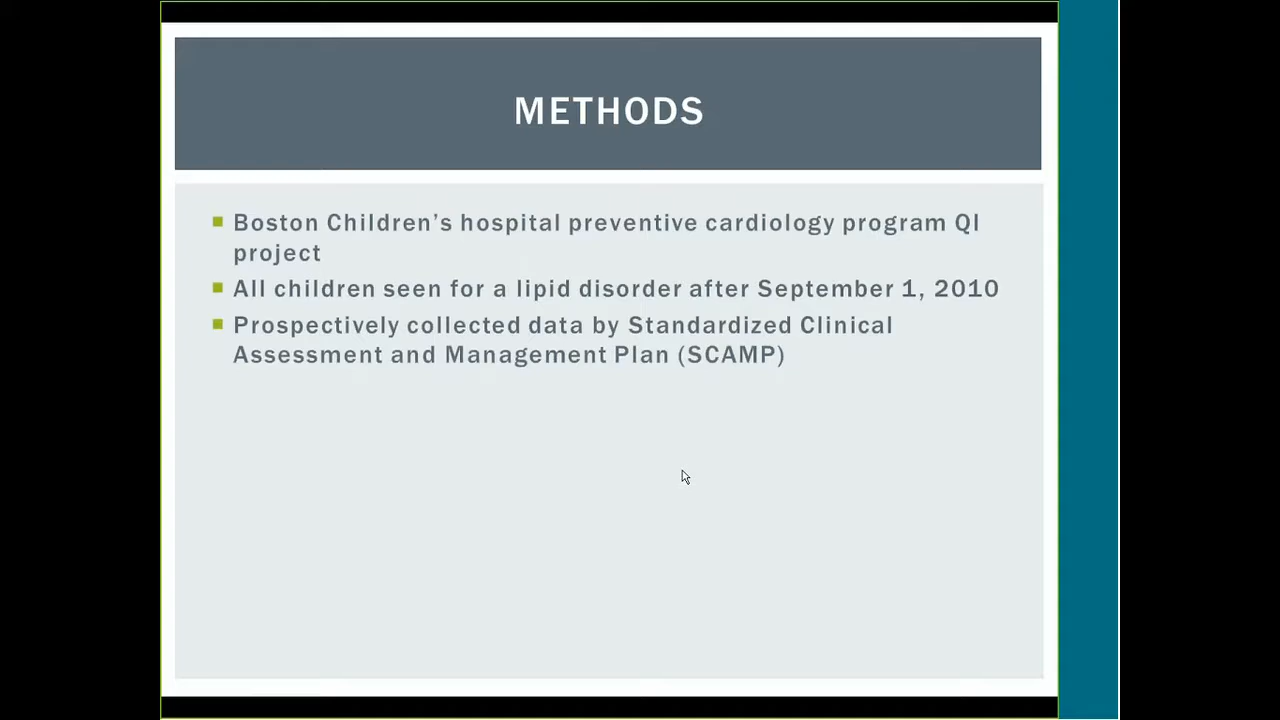 METHODS
Boston Children’s hospital preventive cardiology program QI
project
All children seen for a lipid disorder after September 1, 2010
Prospectively collected data by Standardized Clinical
Assessment and Management Plan (SCAMP)